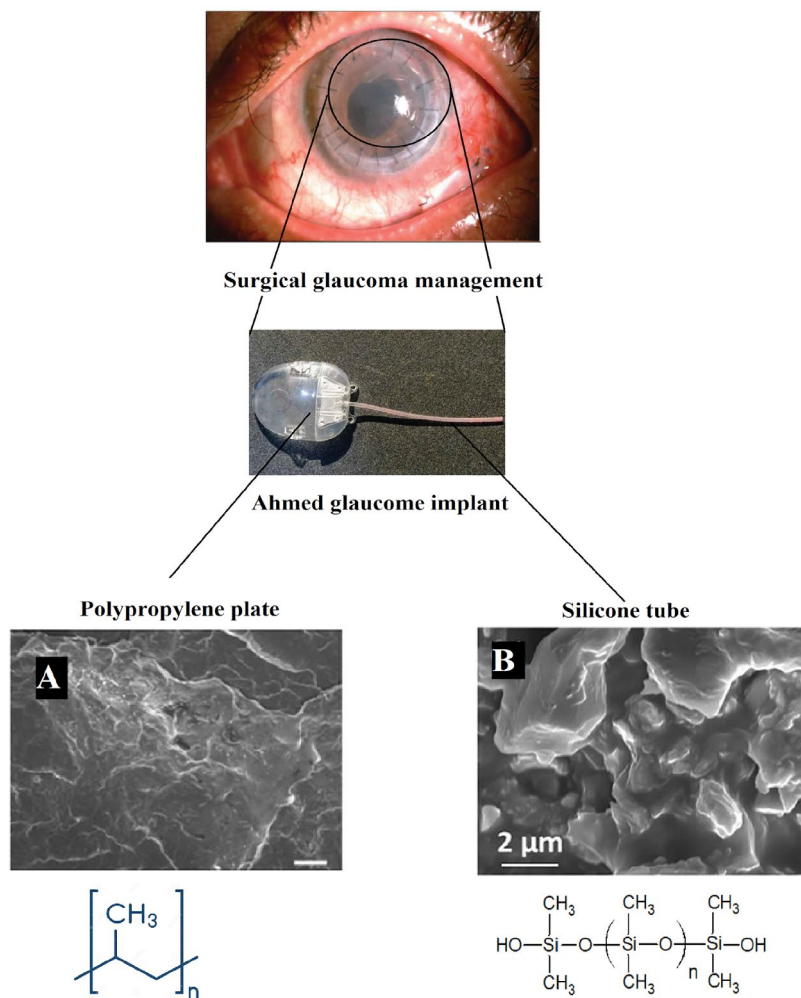 Surgical glaucoma management
Ahmed glaucome implant
Polypropylene plate
Silicone tube
A
B
2 µm
CH3
n
CH3 CH3 CH3
HO-Si-O-(Si-O)-Si-OH
n
CH3 CH3 CH3